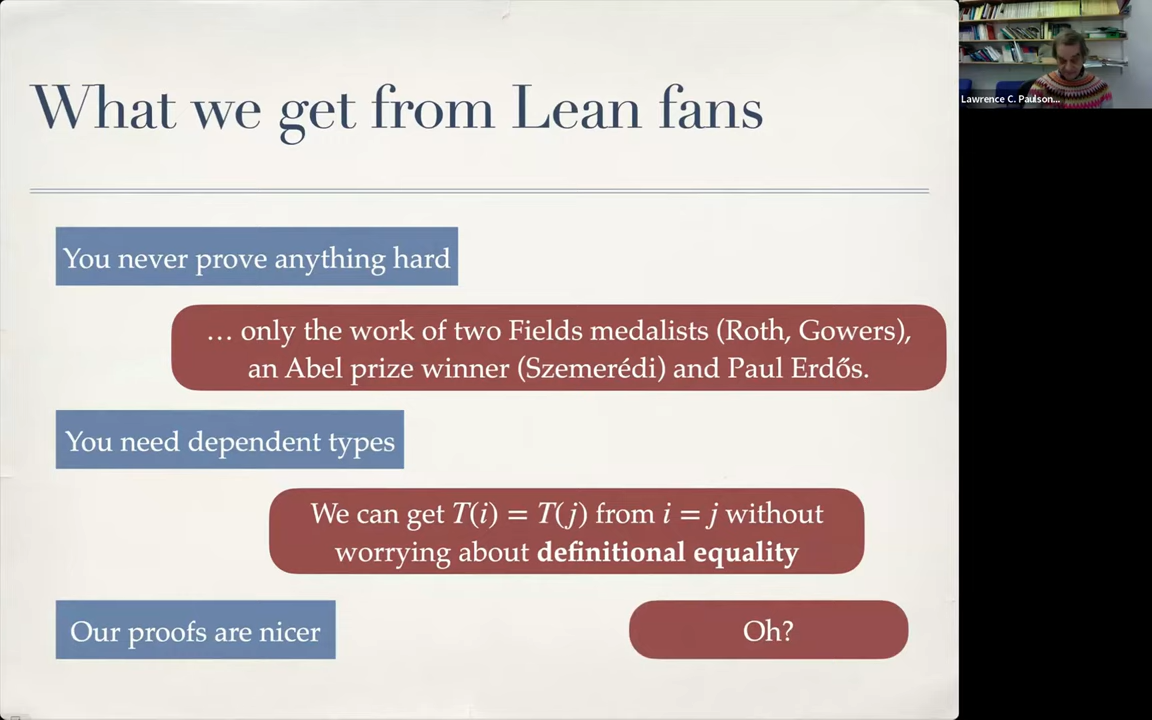 What we get from Lean fans
Lawrence C. Paulson...
You never prove anything hard
… only the work of two Fields medalists (Roth, Gowers),
an Abel prize winner (Szemerédi) and Paul Erdős.
You need dependent types
We can get T(i) = T(j) from i = j without
worrying about definitional equality
Our proofs are nicer
Oh?